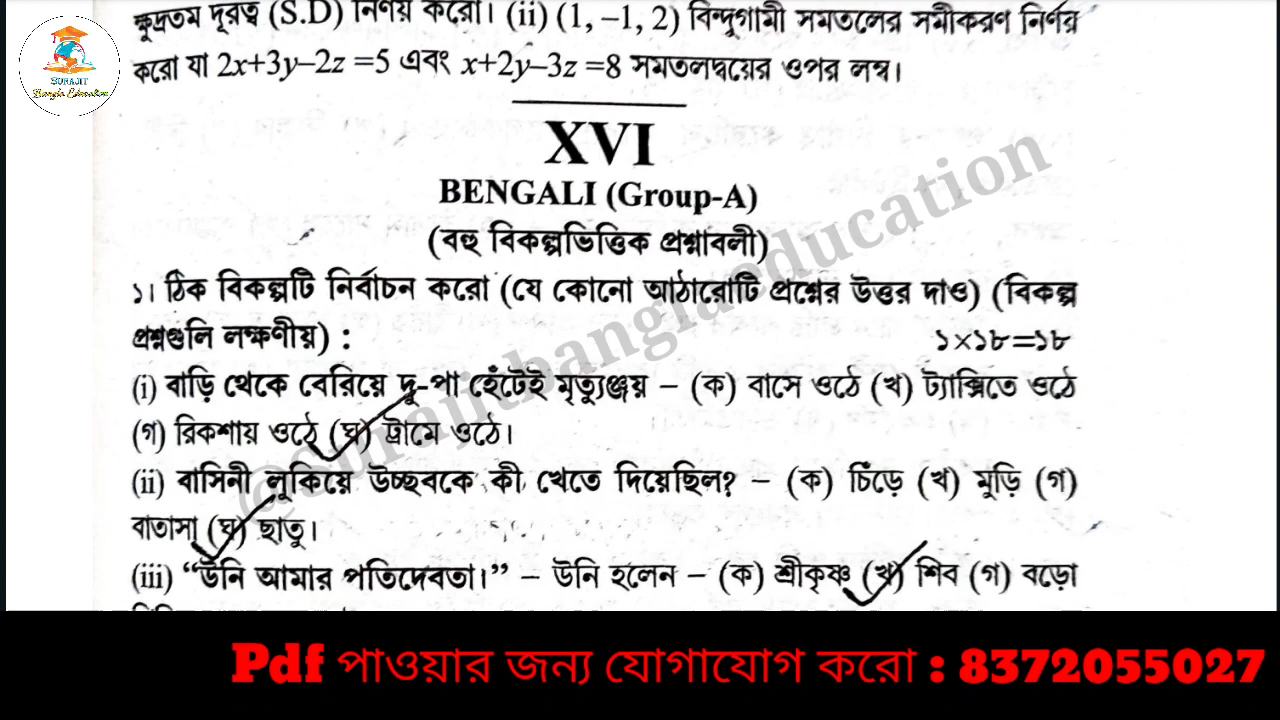 ক্ষুদ্রতম দূরত্ব (S.D) নির্ণয় করো। (ii) (1, –1, 2) বিন্দুগামী সমতলের সমীকরণ নির্ণয়
করো যা 2x+3y–2z =5 এবং x+2y–3z =8 সমতলদ্বয়ের ওপর লম্ব।
SURAJIT
Bangla Education
XVI
BENGALI (Group-A)
(বহু বিকল্পভিত্তিক প্রশ্নাবলী)
১। ঠিক বিকল্পটি নির্বাচন করো (যে কোনো আঠারোটি প্রশ্নের উত্তর দাও) (বিকল্প
প্রশ্নগুলি লক্ষণীয়) : ১×১৮=১৮
(i) বাড়ি থেকে বেরিয়ে দু-পা হেঁটেই মৃত্যুঞ্জয় – (ক) বাসে ওঠে (খ) ট্যাক্সিতে ওঠে
(গ) রিকশায় ওঠে (ঘ) ট্রামে ওঠে।
(ii) বাসিনী লুকিয়ে উচ্ছবকে কী খেতে দিয়েছিল? – (ক) চিঁড়ে (খ) মুড়ি (গ)
বাতাসা (ঘ) ছাতু।
(iii) “উনি আমার পতিদেবতা।” – উনি হলেন – (ক) শ্রীকৃষ্ণ (খ) শিব (গ) বড়ো
@Surajitbanglaeducation
Pdf পাওয়ার জন্য যোগাযোগ করো : 8372055027